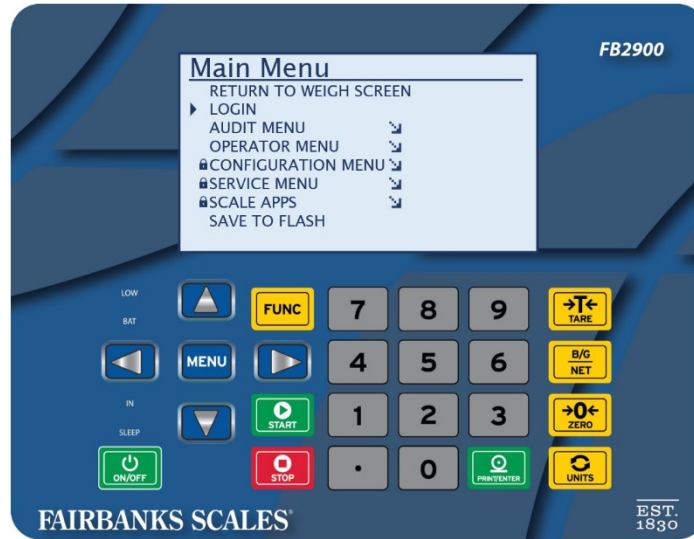 FB2900
Main Menu
RETURN TO WEIGH SCREEN
LOGIN
AUDIT MENU
OPERATOR MENU
CONFIGURATION MENU
SERVICE MENU
SCALE APPS
SAVE TO FLASH
LOW
BAT
FUNC
7
8
9
→T←
TARE
MENU
4
5
6
B/G
NET
IN
SLEEP
START
1
2
3
→0←
ZERO
ON/OFF
STOP
.
0
PRINT/ENTER
UNITS
FAIRBANKS SCALES®
EST.
1830